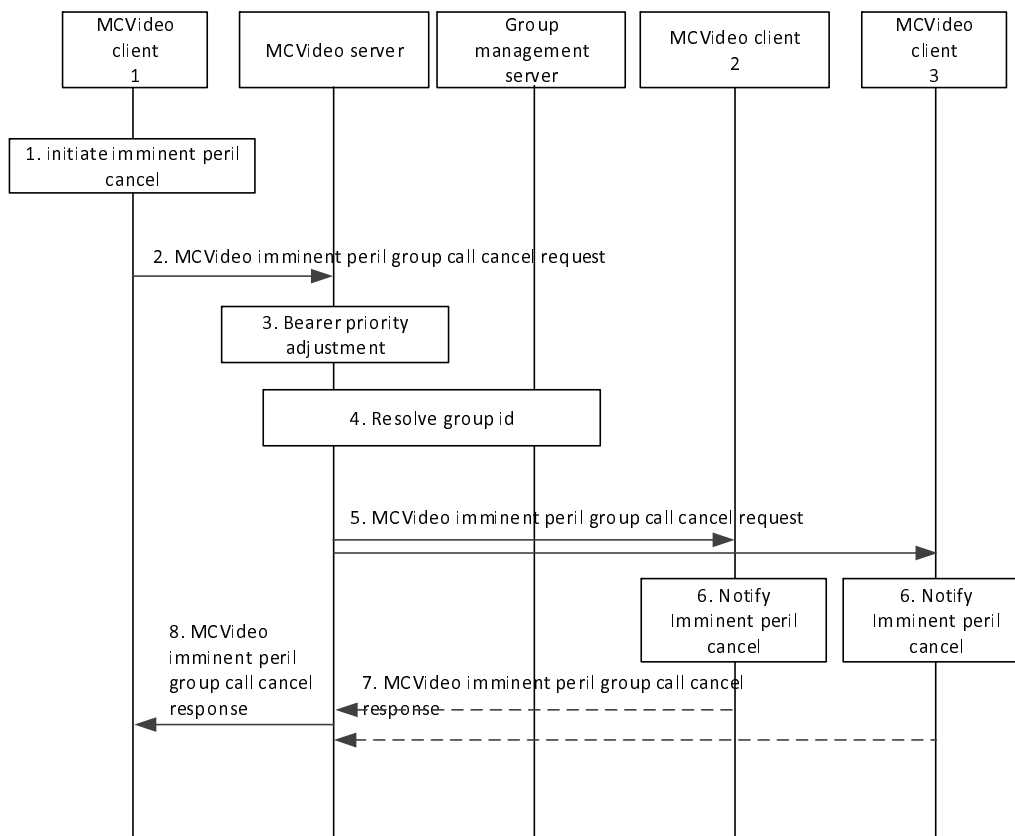 MCVideo
client
1
MCVideo server
Group
management
server
MCVideo client
2
MCVideo
client
3
1. initiate imminent peril
cancel
2. MCVideo imminent peril group call cancel request
3. Bearer priority
adjustment
4. Resolve group id
5. MCVideo imminent peril group call cancel request
6. Notify
Imminent peril
cancel
6. Notify
Imminent peril
cancel
8. MCVideo
imminent peril
group call cancel
response
7. MCVideo imminent peril group call cancel
response